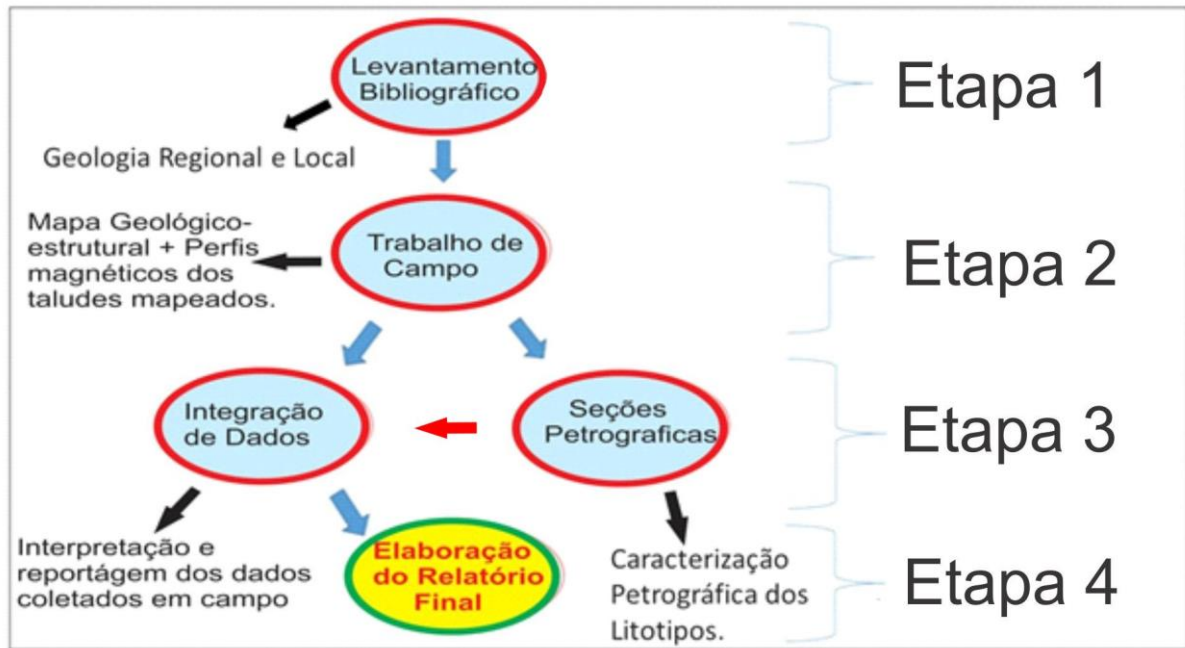 Levantamento
Bibliográfico
Etapa 1
Geologia Regional e Local
Mapa Geológico-
estrutural + Perfis
magnéticos dos
taludes mapeados.
Trabalho de
Campo
Etapa 2
Integração
de Dados
Seções
Petrograficas
Etapa 3
Interpretação e
reportágem dos dados
coletados em campo
Elaboração
do Relatório
Final
Caracterização
Petrográfica dos
Litotipos.
Etapa 4